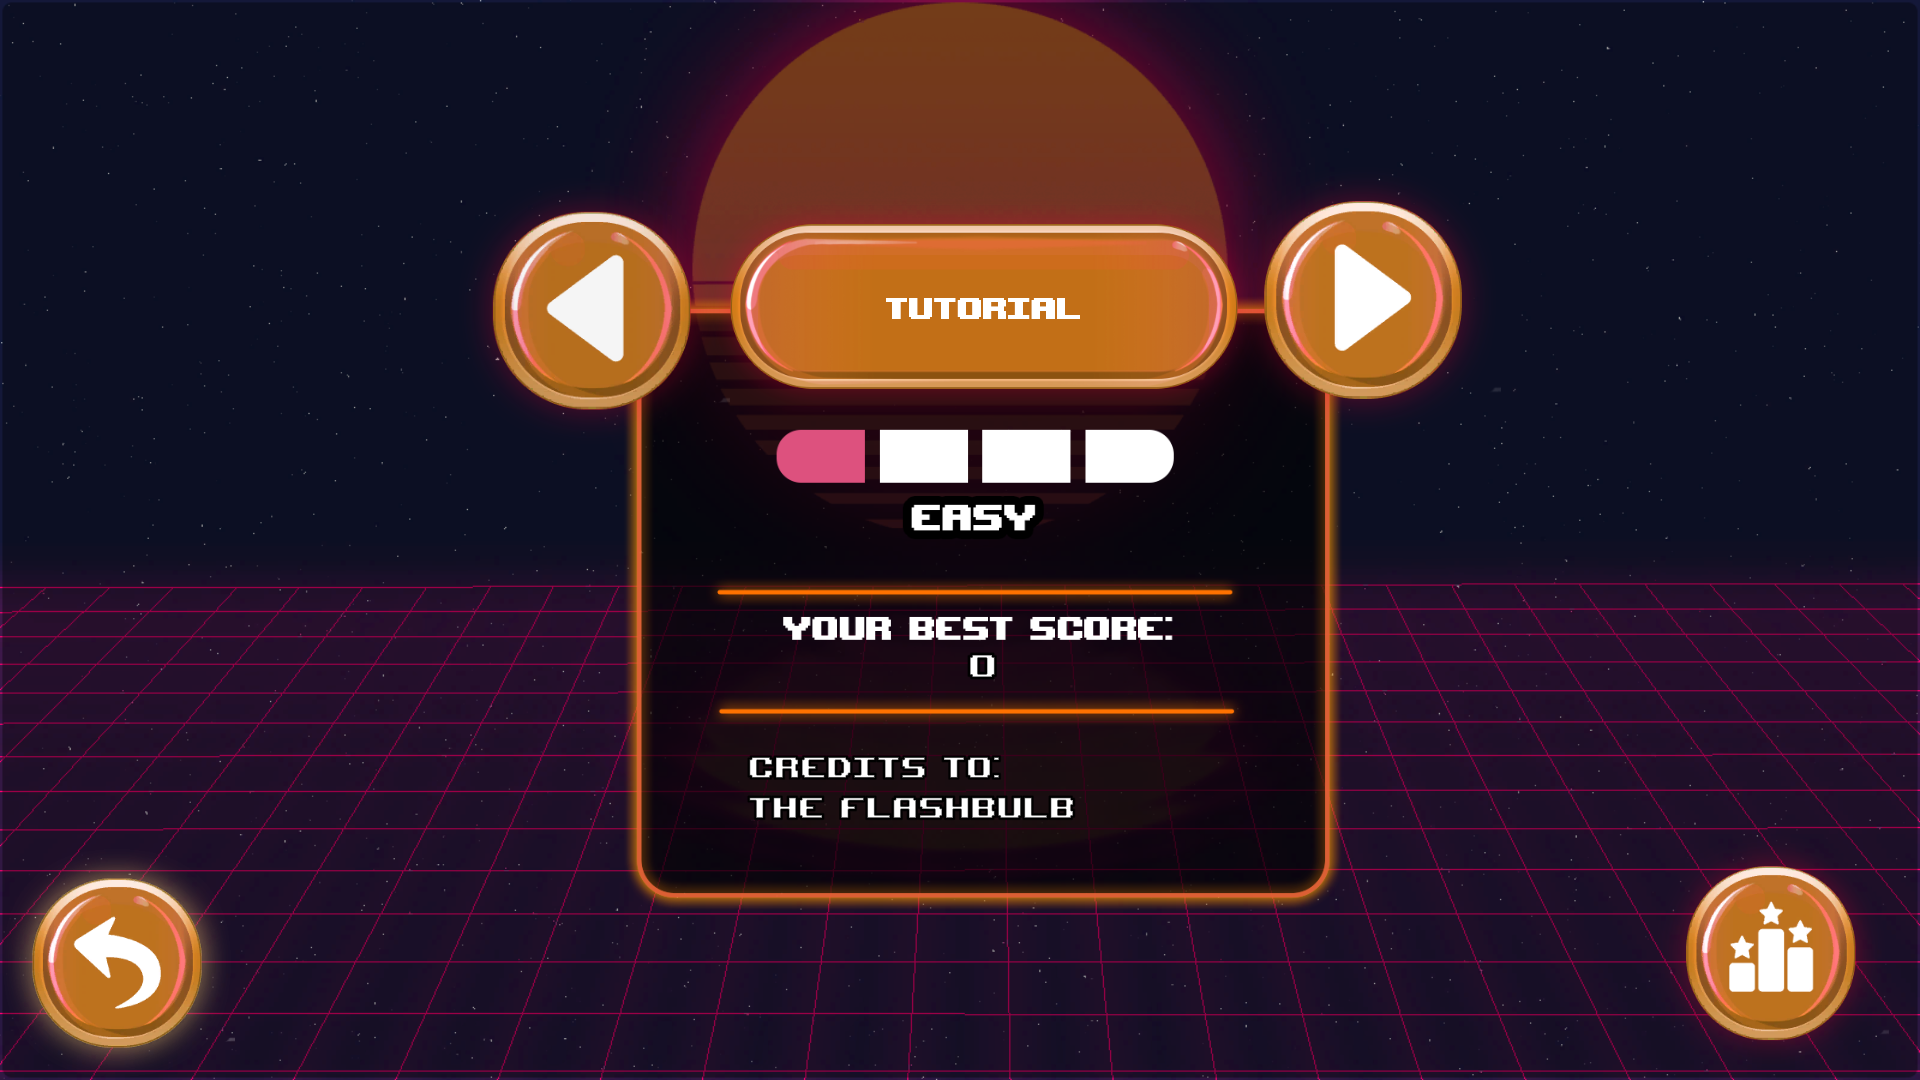 TUTORIAL
EASY
YOUR BEST SCORE:
0
CREDITS TO:
THE FLASHBULB